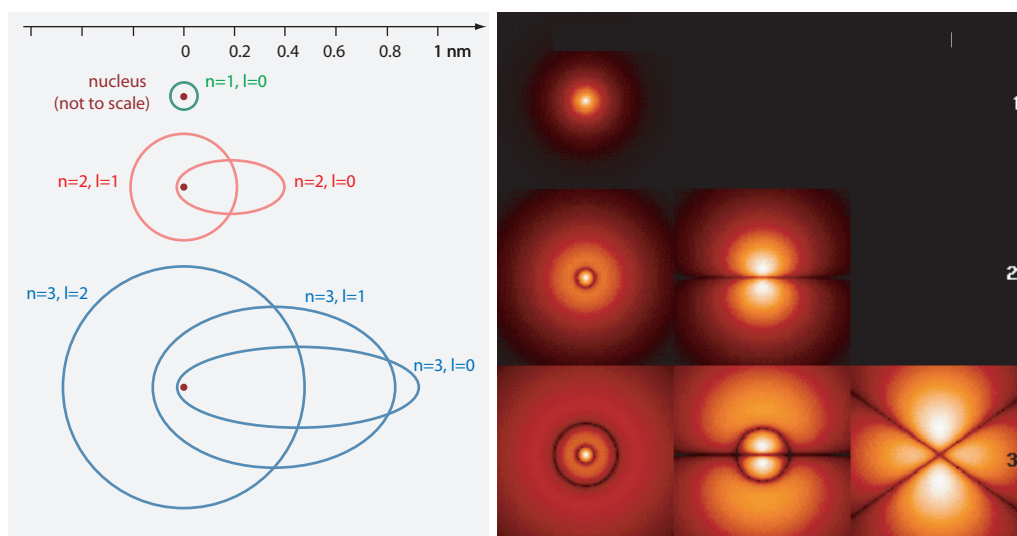 0 0.2 0.4 0.6 0.8 1 nm
nucleus
(not to scale)
n=1, l=0
n=2, l=1
n=2, l=0
n=3, l=2
n=3, l=1
n=3, l=0
1
2
3